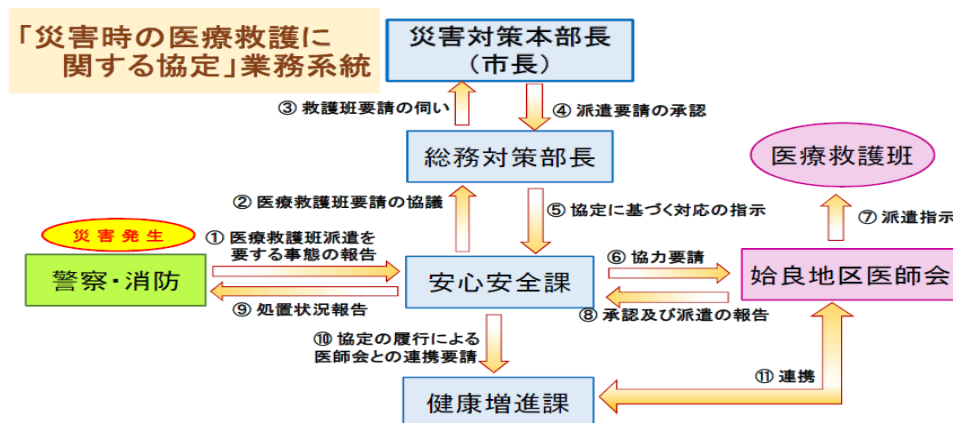 「災害時の医療救護に
関する協定」業務系統
災害対策本部長
（市長）
③ 救護班要請の伺い
④ 派遣要請の承認
総務対策部長
医療救護班
② 医療救護班要請の協議
⑤ 協定に基づく対応の指示
⑦ 派遣指示
災害発生
① 医療救護班派遣を
要する事態の報告
⑥ 協力要請
警察・消防
安心安全課
姶良地区医師会
⑨ 処置状況報告
⑧ 承認及び派遣の報告
⑩ 協定の履行による
医師会との連携要請
⑪ 連携
健康増進課